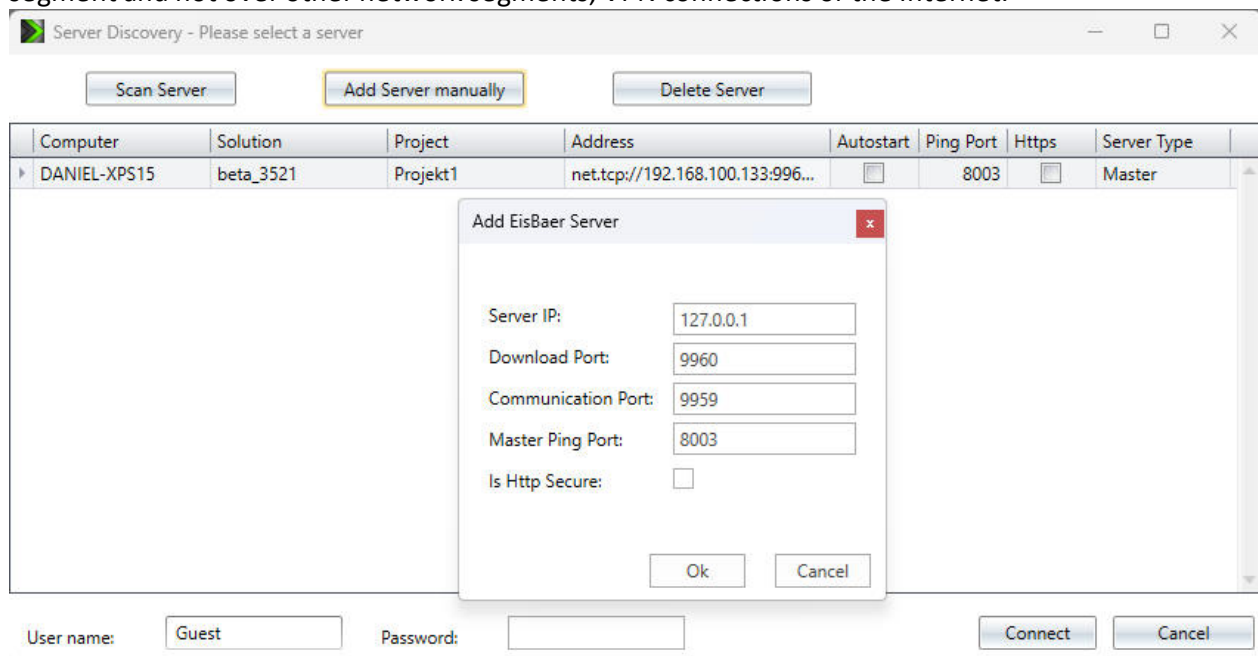 segment and not over other network segments, VPN connections or the Internet.
Server Discovery - Please select a server
Scan Server Add Server manually Delete Server
Computer Solution Project Address Autostart Ping Port Https Server Type
DANIEL-XPS15 beta_3521 Projekt1 net.tcp://192.168.100.133:996... 8003 Master
Add EisBaer Server x
Server IP: 127.0.0.1
Download Port: 9960
Communication Port: 9959
Master Ping Port: 8003
Is Http Secure:
Ok Cancel
User name: Guest Password: Connect Cancel